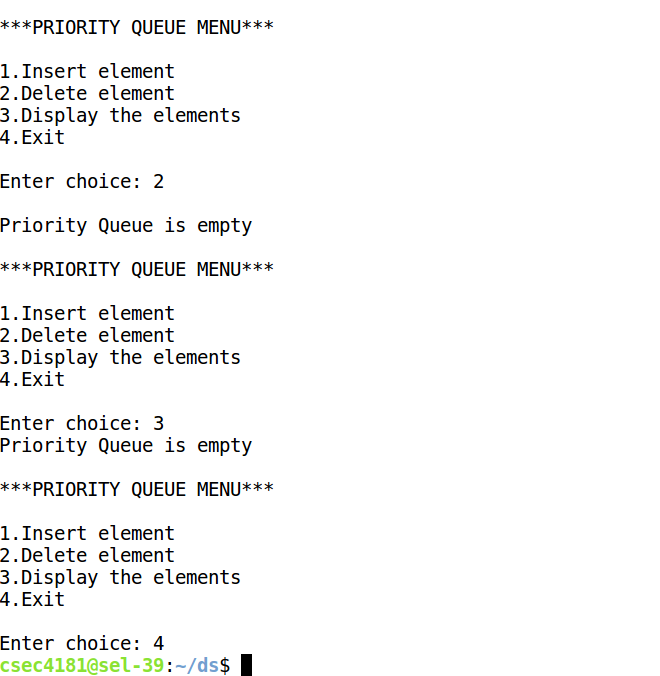 ***PRIORITY QUEUE MENU***
1.Insert element
2.Delete element
3.Display the elements
4.Exit
Enter choice: 2
Priority Queue is empty
***PRIORITY QUEUE MENU***
1.Insert element
2.Delete element
3.Display the elements
4.Exit
Enter choice: 3
Priority Queue is empty
***PRIORITY QUEUE MENU***
1.Insert element
2.Delete element
3.Display the elements
4.Exit
Enter choice: 4
csec4181@sel-39:~/ds$